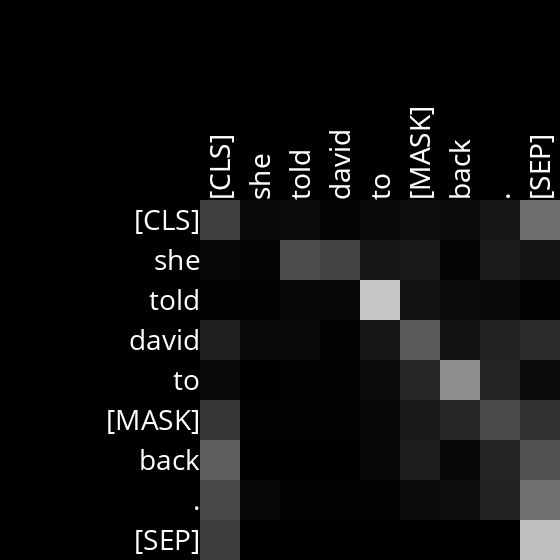 [CLS] she told david to [MASK] back . [SEP]
[CLS]
she
told
david
to
[MASK]
back
.
[SEP]